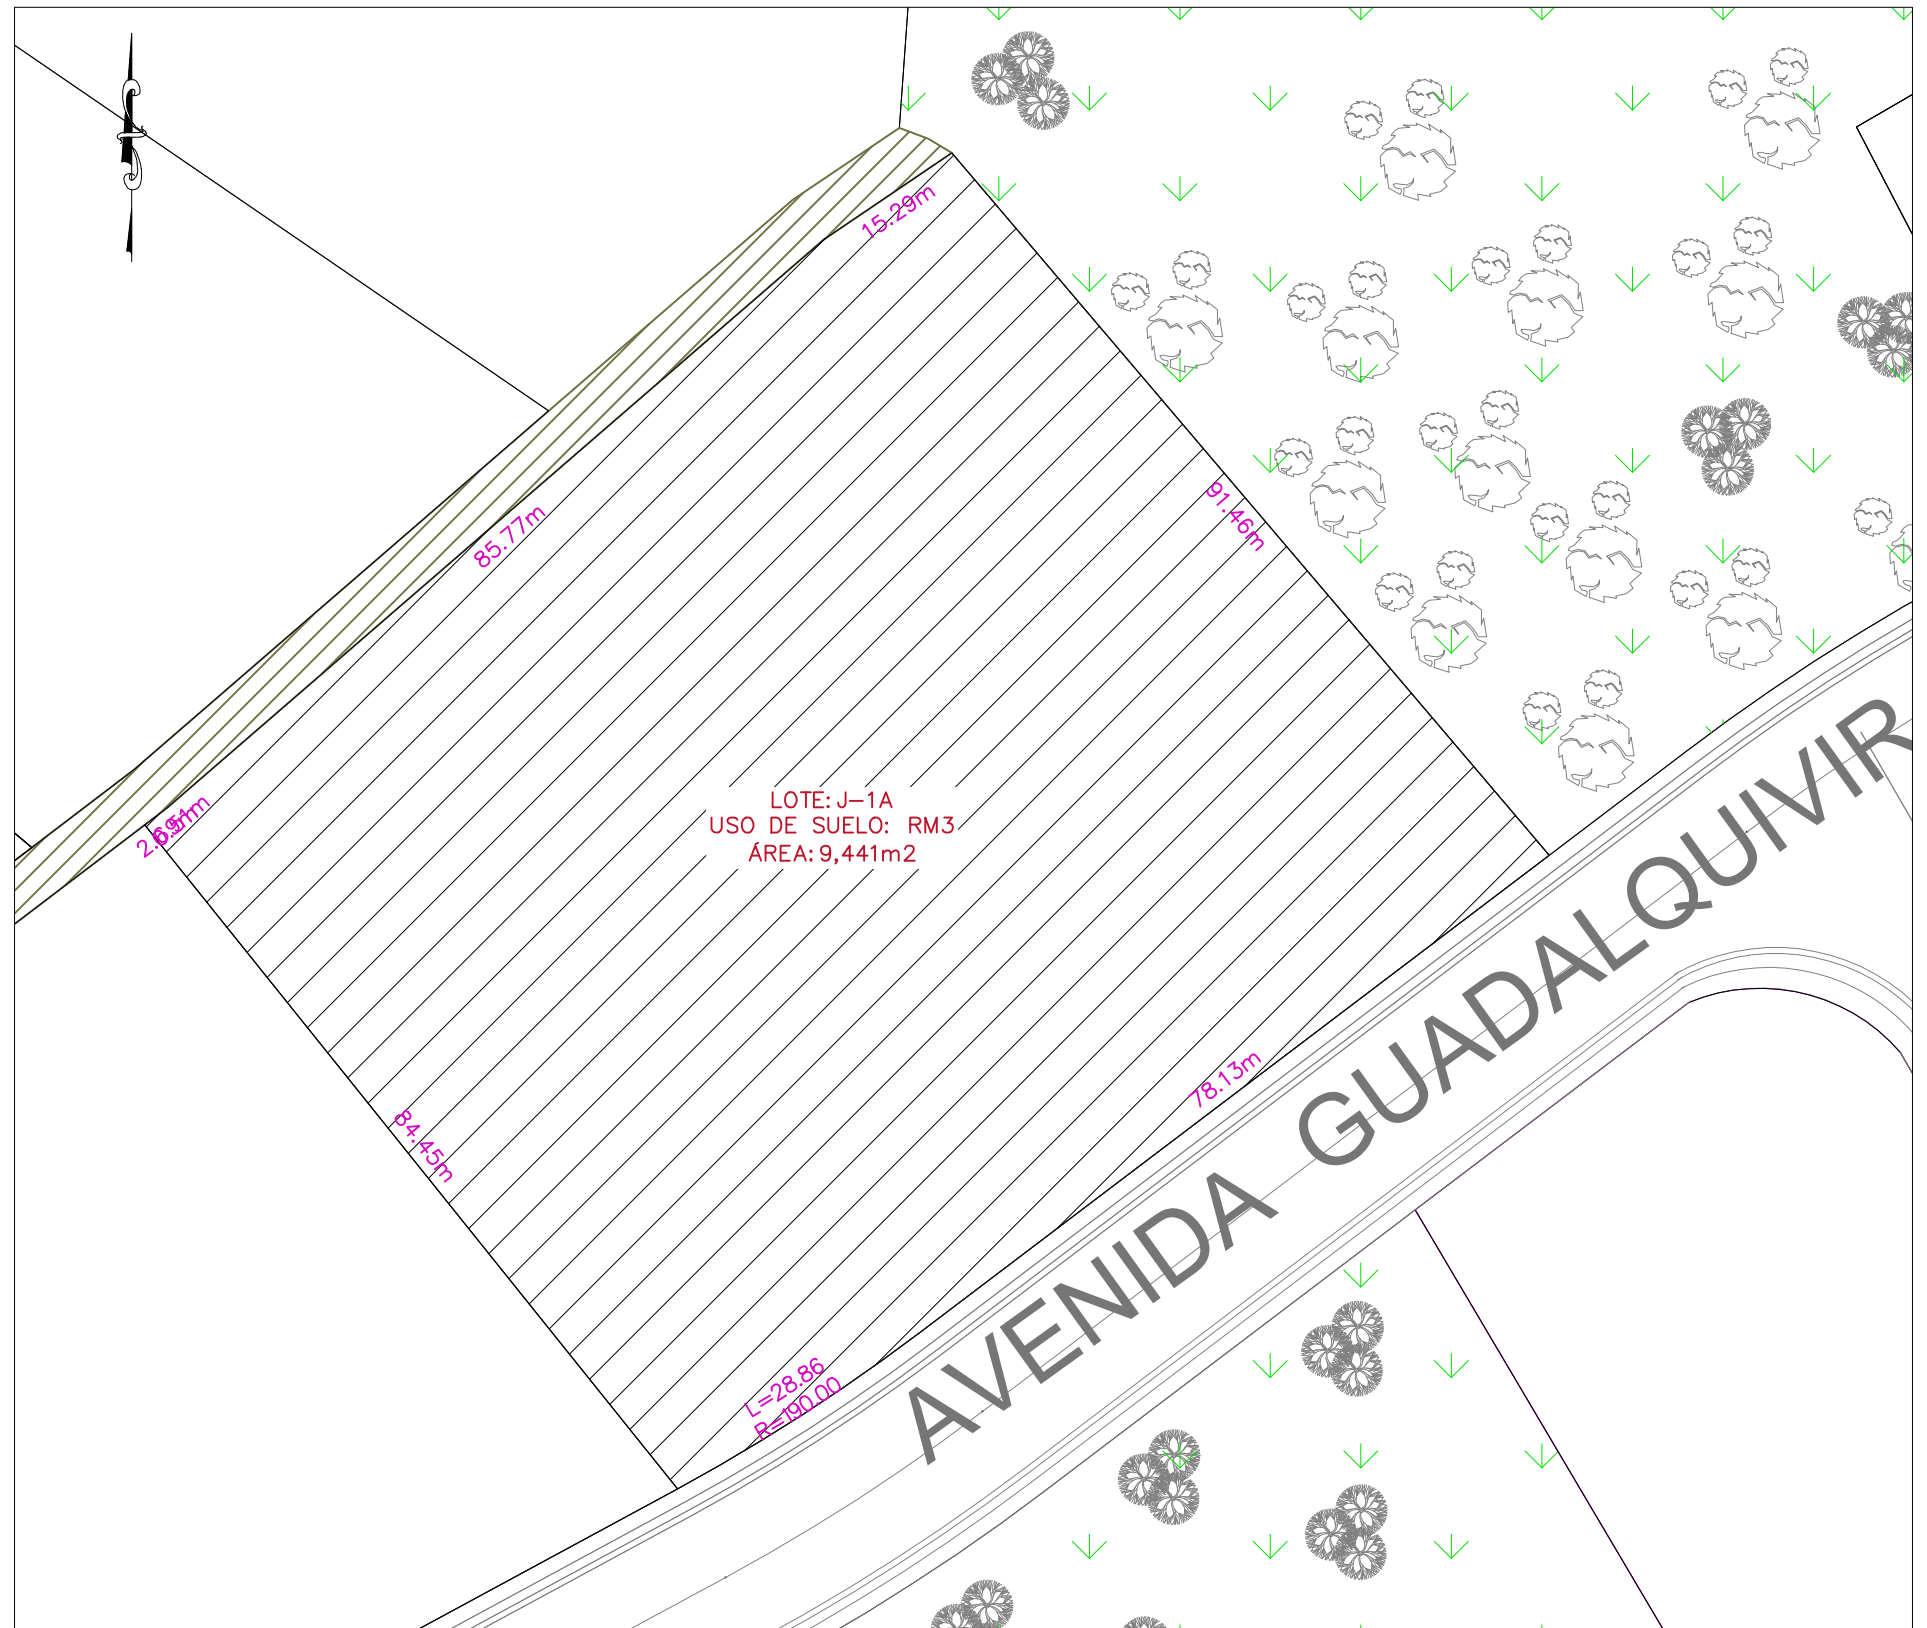 15.29m
85.77m
91.46m
LOTE: J-1A
USO DE SUELO: RM3
ÁREA: 9,441m2
84.45m
78.13m
L=28.86
R=190.00
AVENIDA GUADALQUIVIR